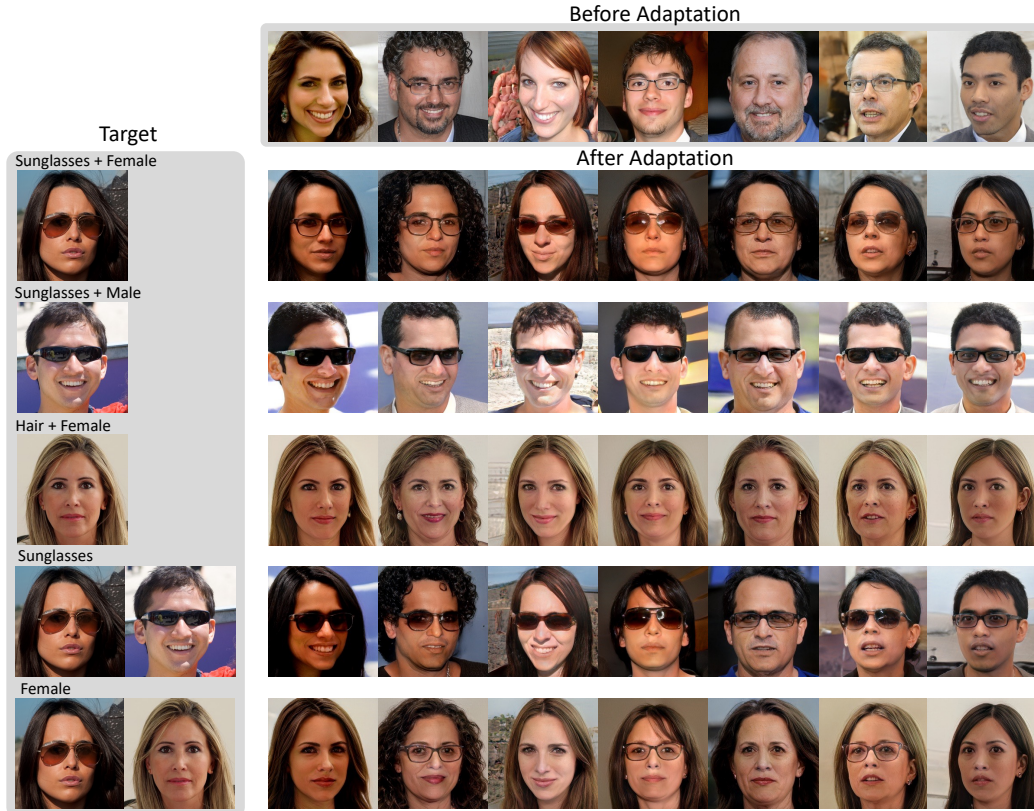 Before Adaptation
Target
After Adaptation
Sunglasses + Female
Sunglasses + Male
Hair + Female
Sunglasses
Female